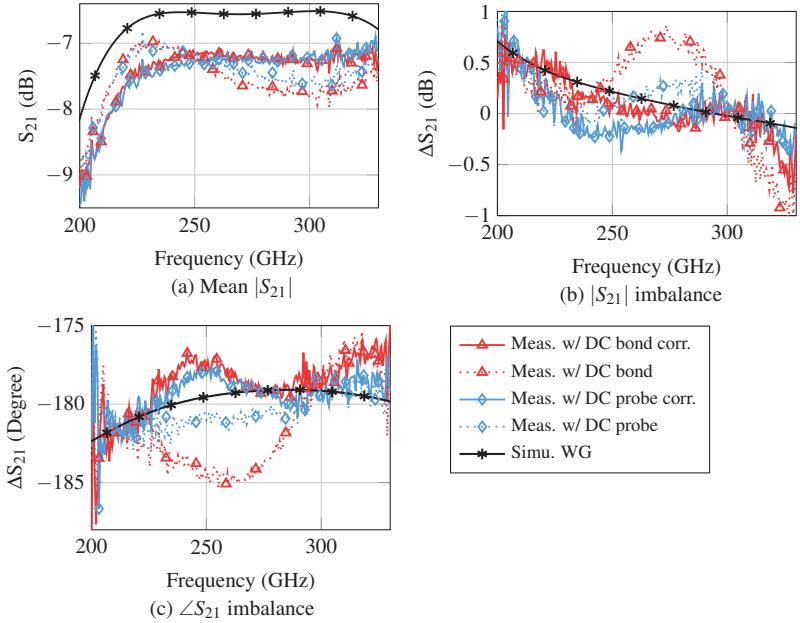 −7
−8
−9
S21 (dB)
200 250 300
Frequency (GHz)
(a) Mean |S21|
1
0.5
0
−0.5
−1
ΔS21 (dB)
200 250 300
Frequency (GHz)
(b) |S21| imbalance
−175
−180
−185
ΔS21 (Degree)
200 250 300
Frequency (GHz)
(c) ∠S21 imbalance
Meas. w/ DC bond corr.
Meas. w/ DC bond
Meas. w/ DC probe corr.
Meas. w/ DC probe
Simu. WG